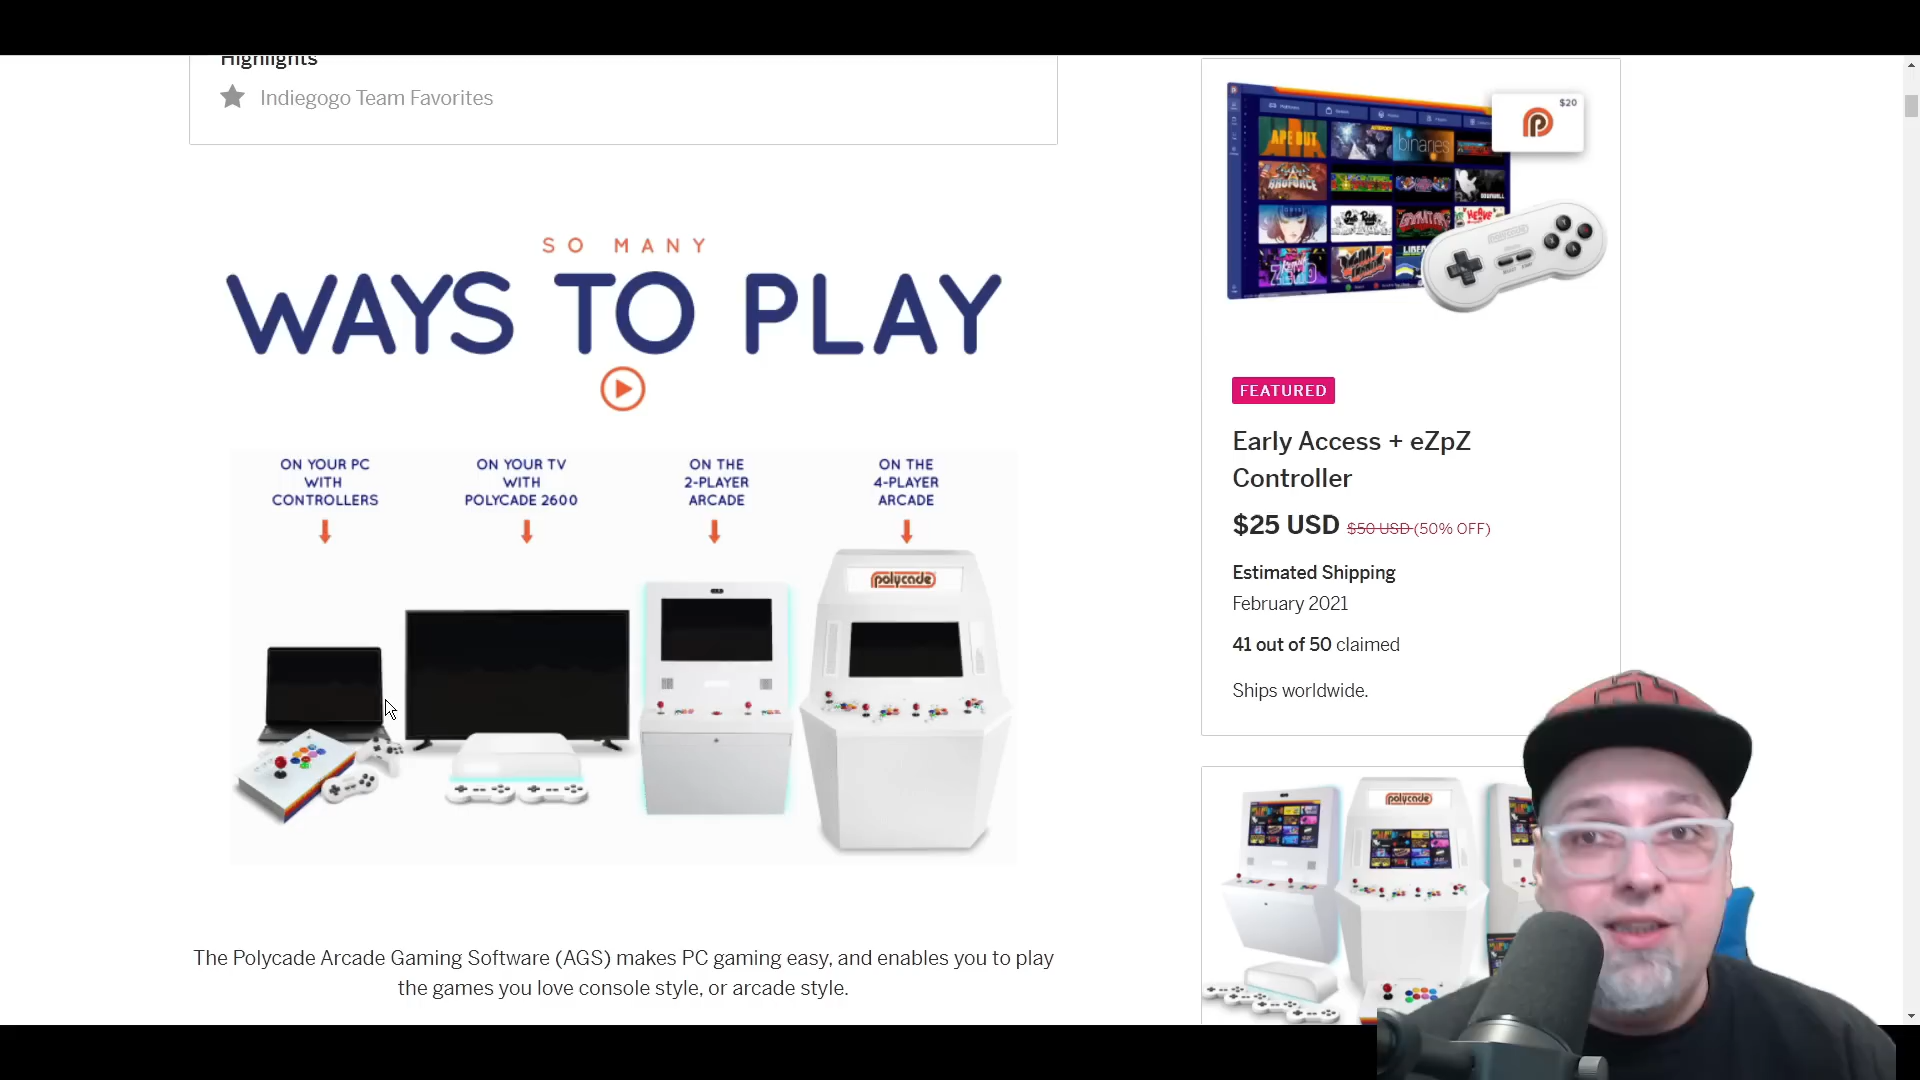 Highlights
Indiegogo Team Favorites
SO MANY
WAYS TO PLAY
ON YOUR PC
WITH
CONTROLLERS
ON YOUR TV
WITH
POLYCADE 2600
ON THE
2-PLAYER
ARCADE
ON THE
4-PLAYER
ARCADE
polycade
The Polycade Arcade Gaming Software (AGS) makes PC gaming easy, and enables you to play
the games you love console style, or arcade style.
$20
APE OUT
binaries
BROFORCE
DOWNWELL
FEATURED
Early Access + eZpZ
Controller
$25 USD $50 USD (50% OFF)
Estimated Shipping
February 2021
41 out of 50 claimed
Ships worldwide.
polycade